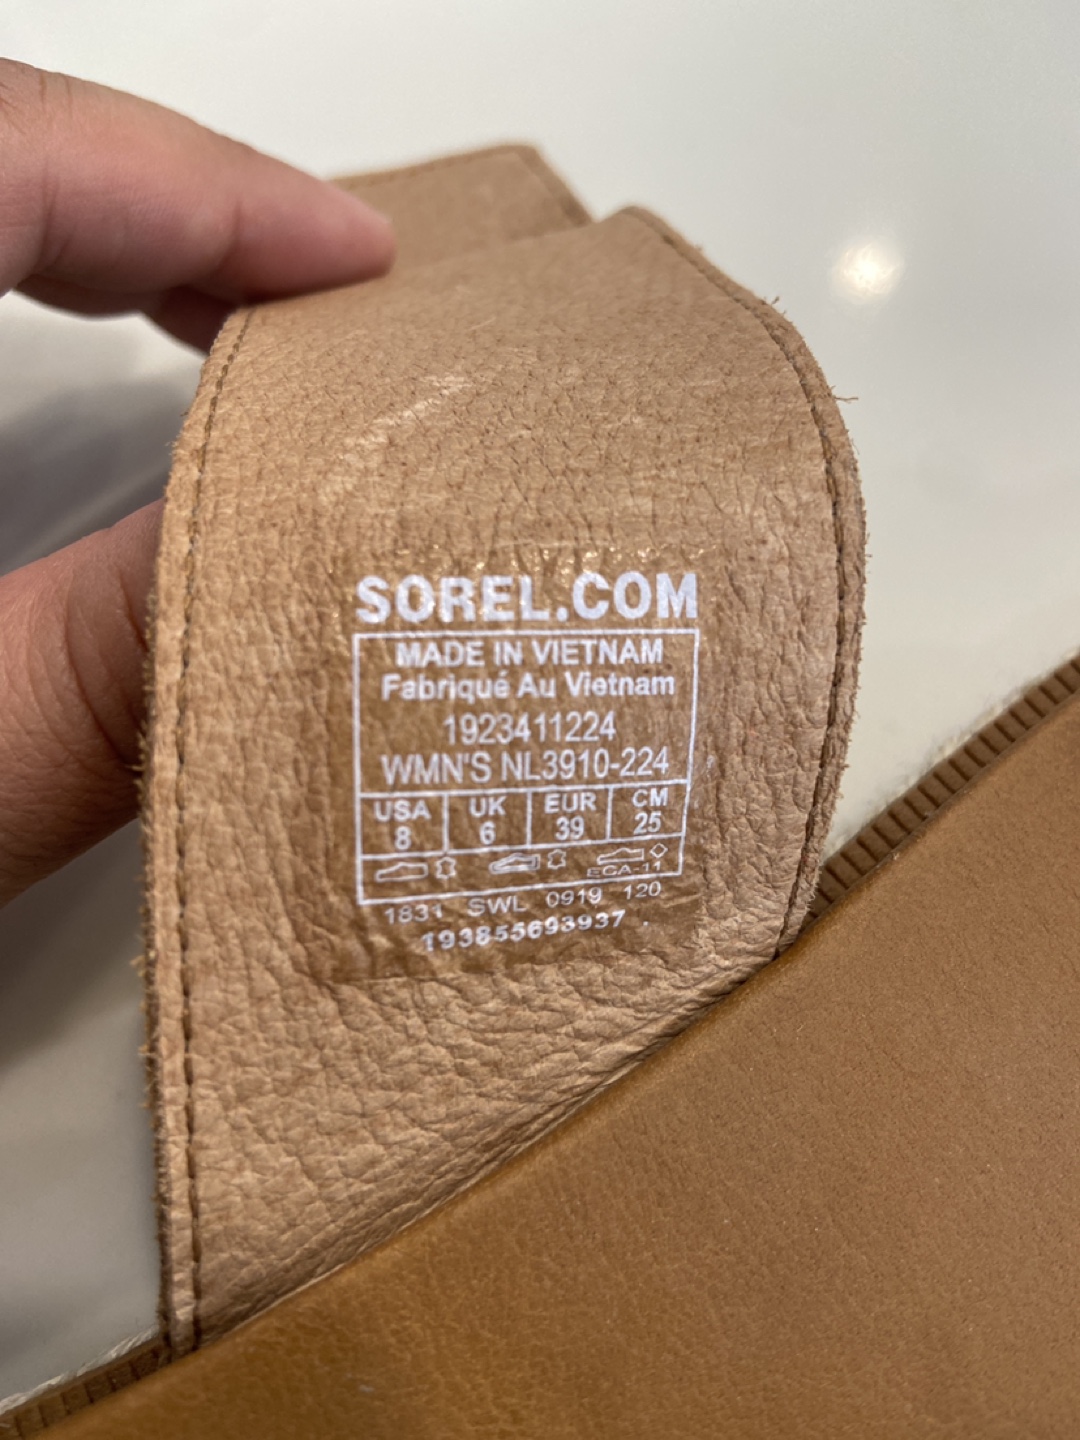 SOREL.COM
MADE IN VIETNAM
Fabriqué Au Vietnam
1923411224
WMN'S NL3910-224
USA UK EUR CM
8 6 39 25
ECA-11
1831 SWL 0919 120
193855693937